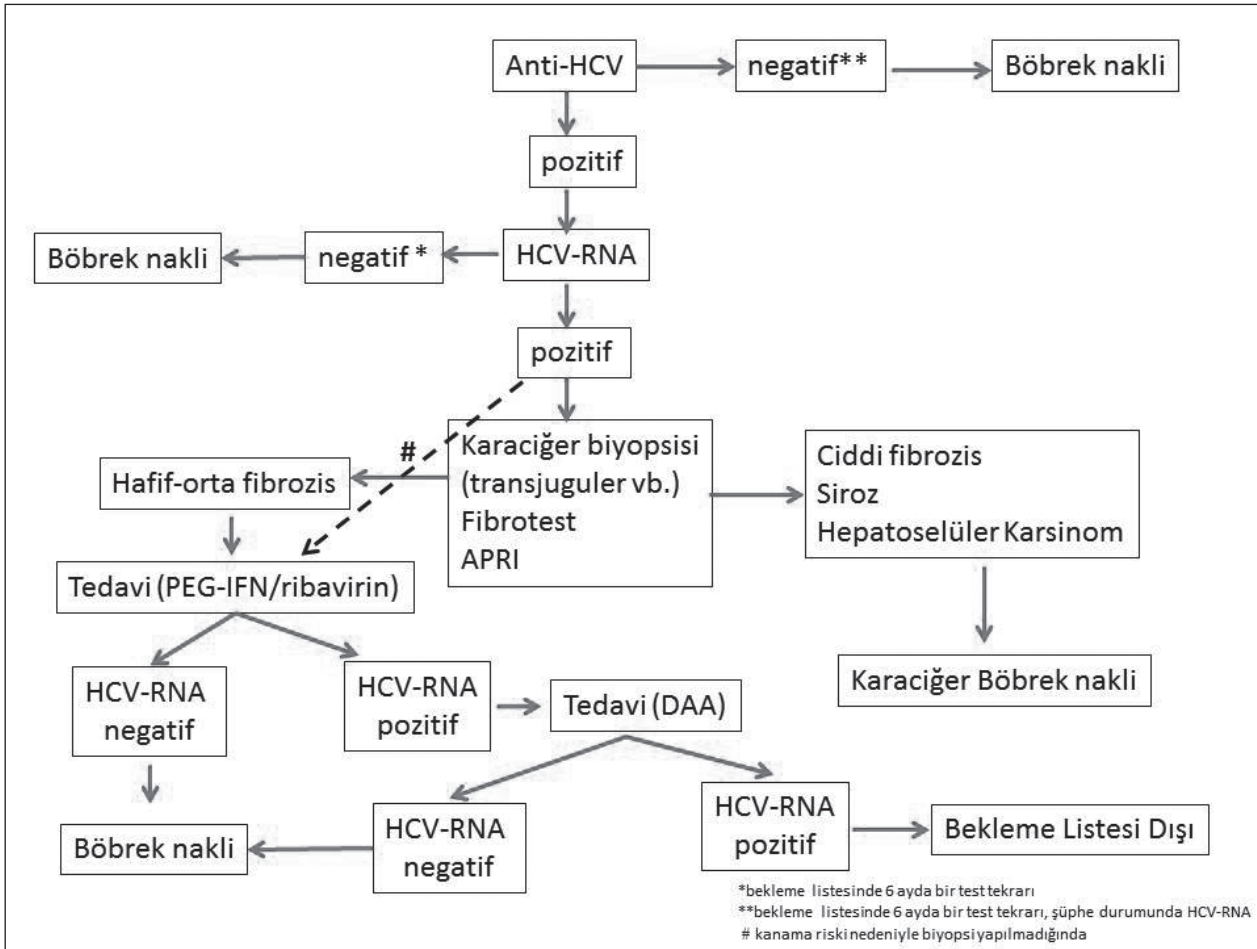 Anti-HCV
negatif**
Böbrek nakli
pozitif
Böbrek nakli
negatif *
HCV-RNA
pozitif
#
Karaciğer biyopsisi
(transjuguler vb.)
Fibrotest
APRI
Hafif-orta fibrozis
Ciddi fibrozis
Siroz
Hepatoselüler Karsinom
Tedavi (PEG-IFN/ribavirin)
Karaciğer Böbrek nakli
HCV-RNA
negatif
HCV-RNA
pozitif
Tedavi (DAA)
Böbrek nakli
HCV-RNA
negatif
HCV-RNA
pozitif
Bekleme Listesi Dışı
*bekleme listesinde 6 ayda bir test tekrarı
**bekleme listesinde 6 ayda bir test tekrarı, şüphe durumunda HCV-RNA
# kanama riski nedeniyle biyopsi yapılmadığında